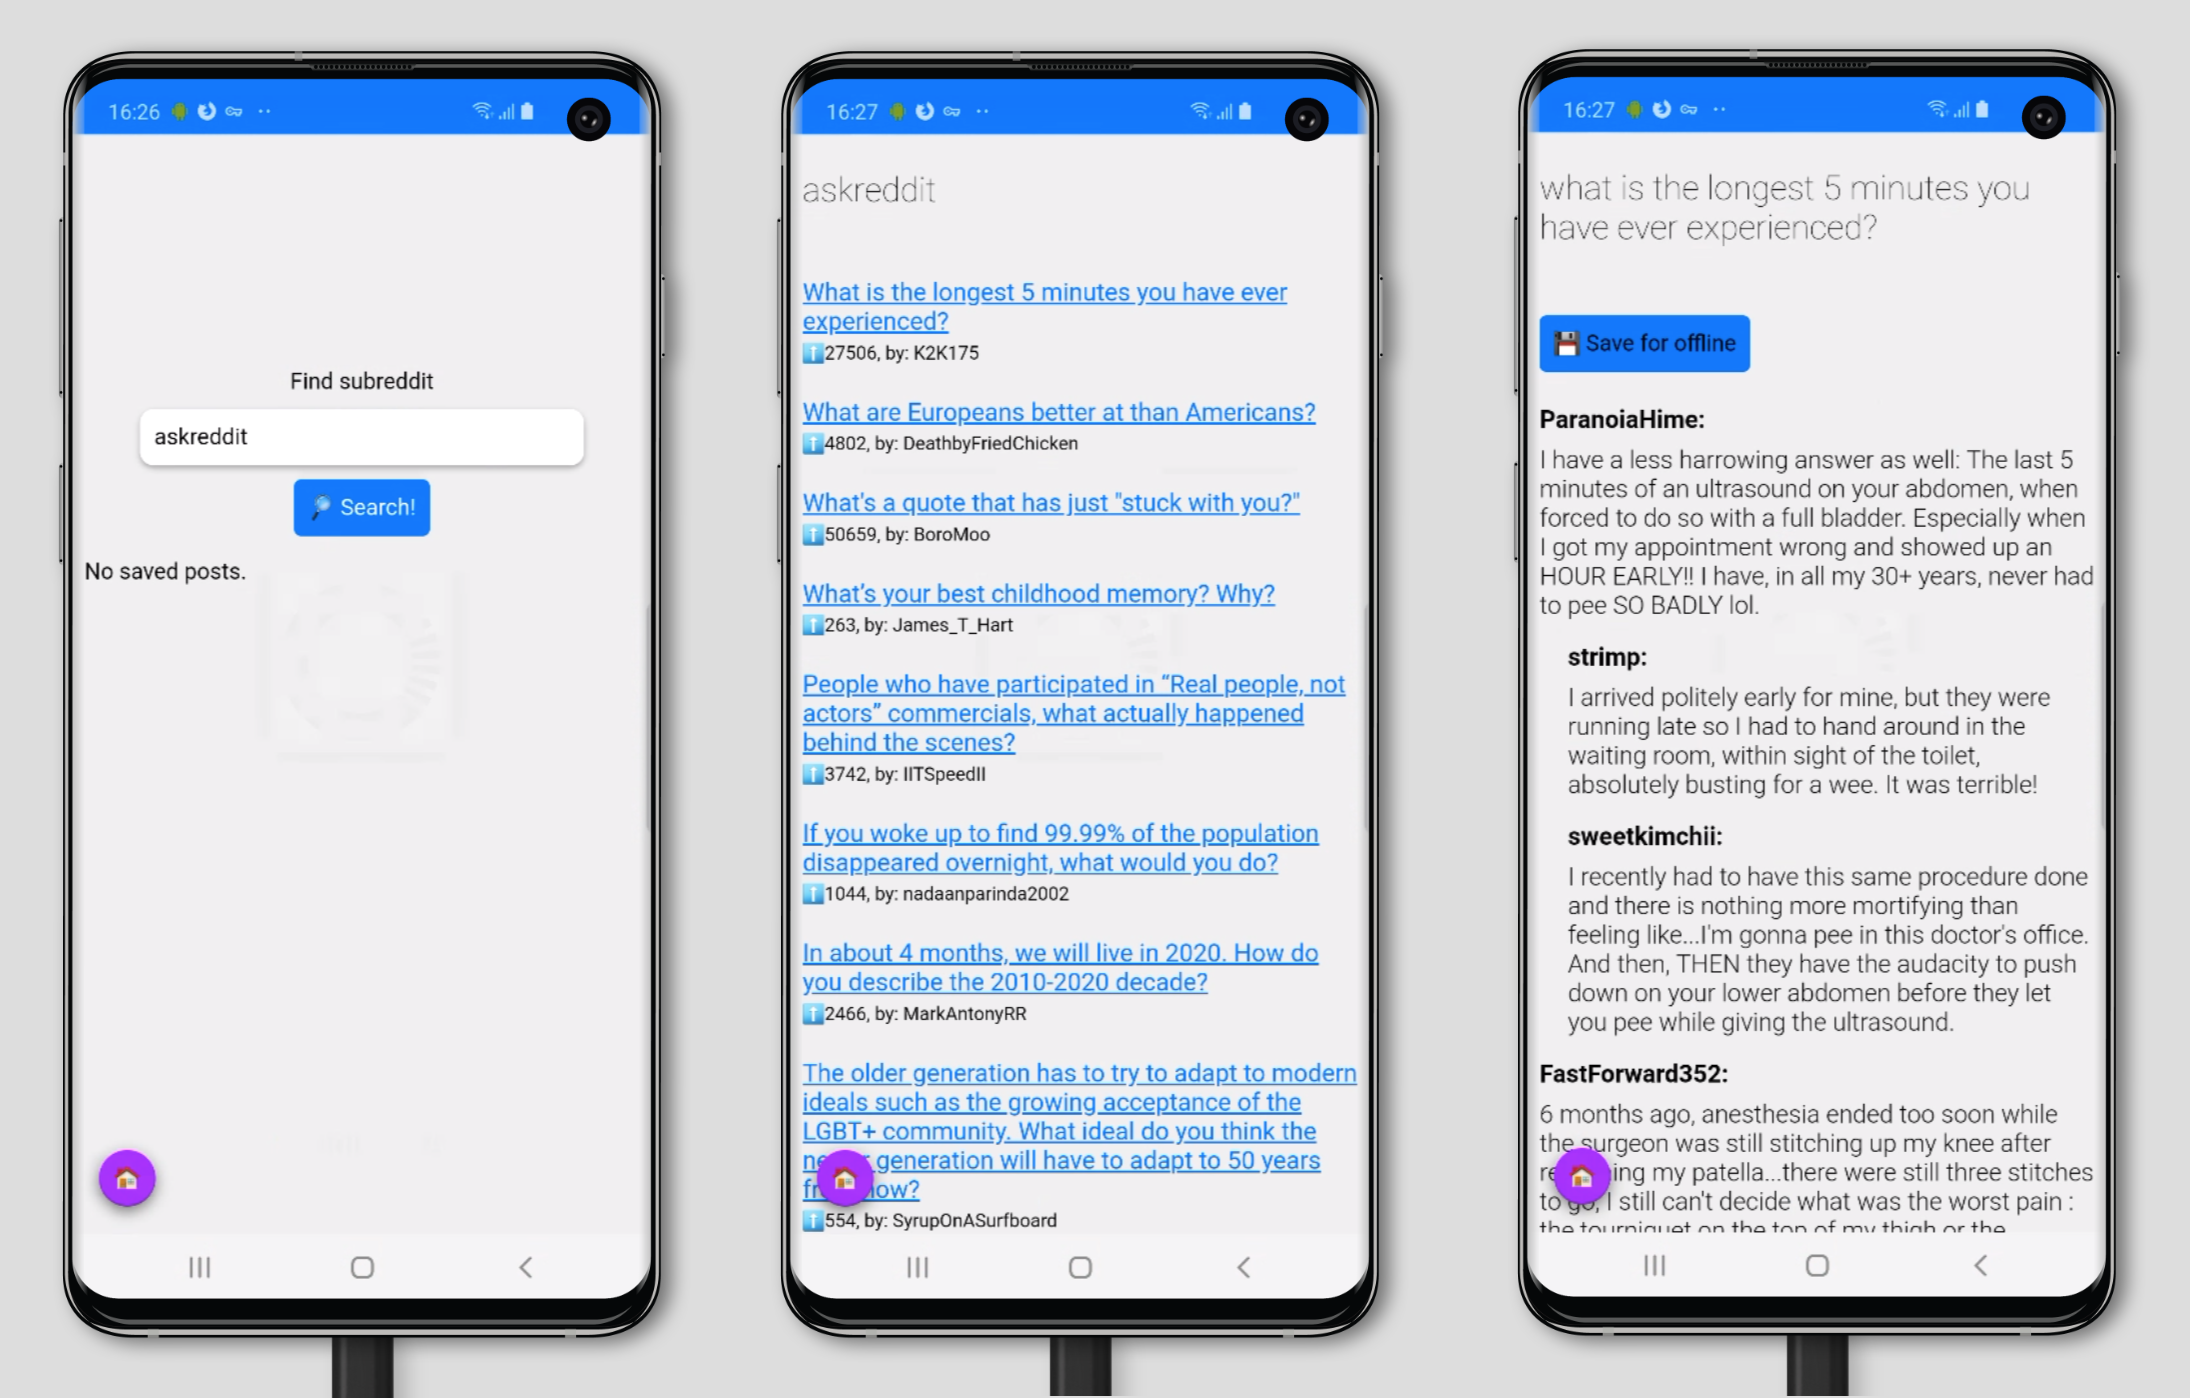 16:26
Find subreddit
askreddit
Search!
No saved posts.
16:27
askreddit
What is the longest 5 minutes you have ever
experienced?
27506, by: K2K175
What are Europeans better at than Americans?
4802, by: DeathbyFriedChicken
What's a quote that has just "stuck with you?"
50659, by: BoroMoo
What's your best childhood memory? Why?
263, by: James_T_Hart
People who have participated in “Real people, not
actors” commercials, what actually happened
behind the scenes?
3742, by: IITSpeedII
If you woke up to find 99.99% of the population
disappeared overnight, what would you do?
1044, by: nadaanparinda2002
In about 4 months, we will live in 2020. How do
you describe the 2010-2020 decade?
2466, by: MarkAntonyRR
The older generation has to try to adapt to modern
ideals such as the growing acceptance of the
LGBT+ community. What ideal do you think the
generation will have to adapt to 50 years
554, by: SyrupOnASurfboard
16:27
what is the longest 5 minutes you
have ever experienced?
Save for offline
ParanoiaHime:
I have a less harrowing answer as well: The last 5
minutes of an ultrasound on your abdomen, when
forced to do so with a full bladder. Especially when
I got my appointment wrong and showed up an
HOUR EARLY!! I have, in all my 30+ years, never had
to pee SO BADLY lol.
strimp:
I arrived politely early for mine, but they were
running late so I had to hand around in the
waiting room, within sight of the toilet,
absolutely busting for a wee. It was terrible!
sweetkimchii:
I recently had to have this same procedure done
and there is nothing more mortifying than
feeling like...I'm gonna pee in this doctor's office.
And then, THEN they have the audacity to push
down on your lower abdomen before they let
you pee while giving the ultrasound.
FastForward352:
6 months ago, anesthesia ended too soon while
the surgeon was still stitching up my knee after
my patella...there were still three stitches
to go, I still can't decide what was the worst pain :
the tourniquet on the top of my thigh or the